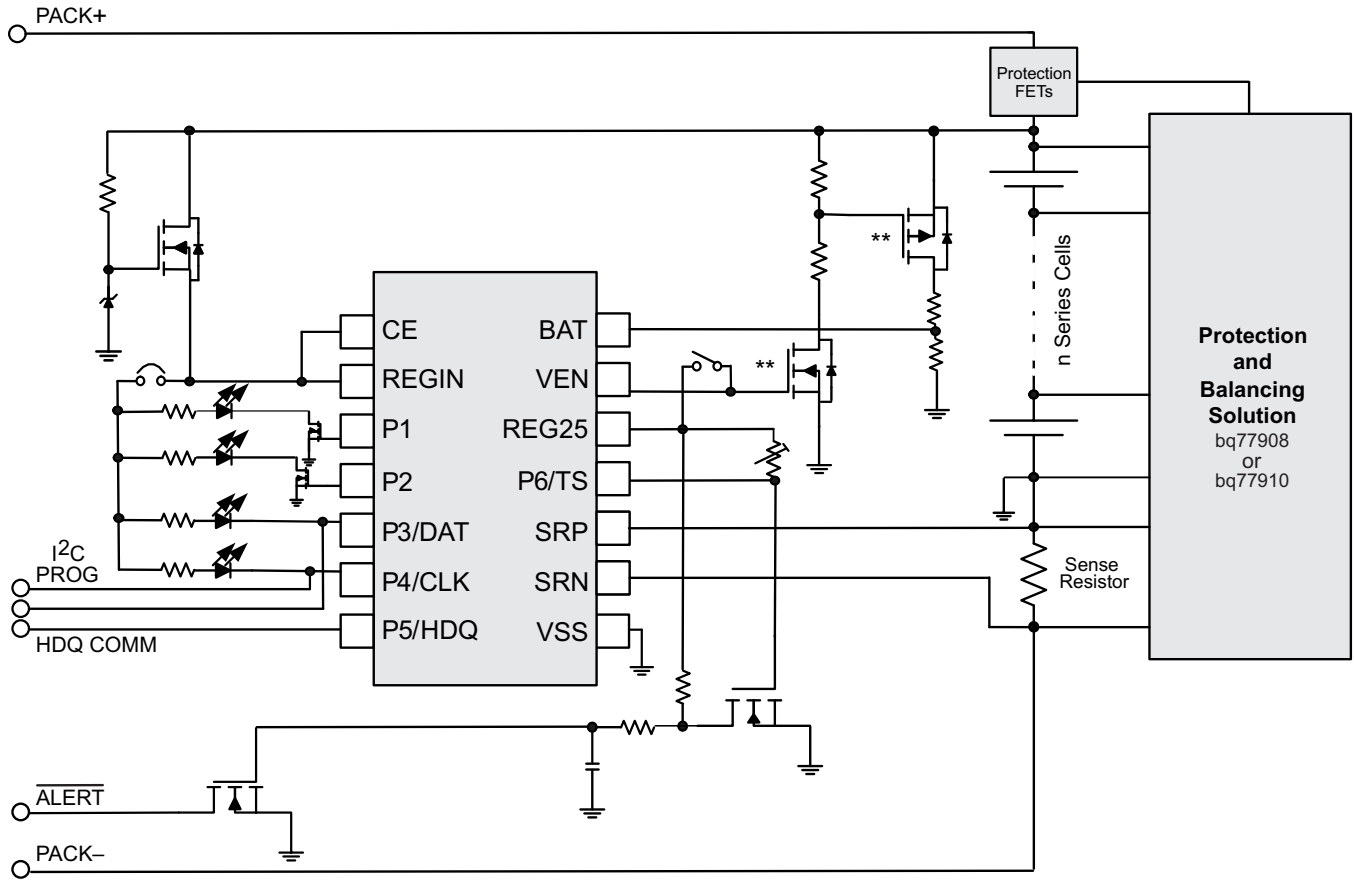 PACK+
Protection
FETs
**
n Series Cells
CE
BAT
Protection
and
Balancing
Solution
bq77908
or
bq77910
REGIN
VEN
**
P1
REG25
P2
P6/TS
P3/DAT
SRP
I2C
PROG
P4/CLK
SRN
Sense
Resistor
P5/HDQ
VSS
HDQ COMM
ALERT
PACK–